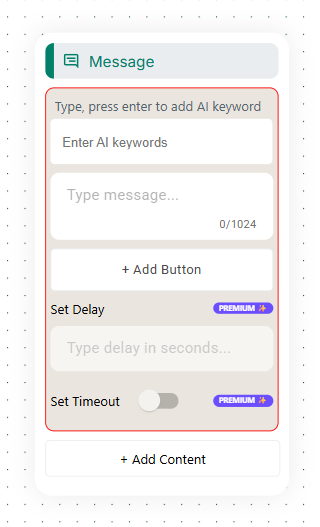 Message
Type, press enter to add AI keyword
Enter AI keywords
Type message...
0/1024
+ Add Button
Set Delay PREMIUM ✨
Type delay in seconds...
Set Timeout PREMIUM ✨
+ Add Content